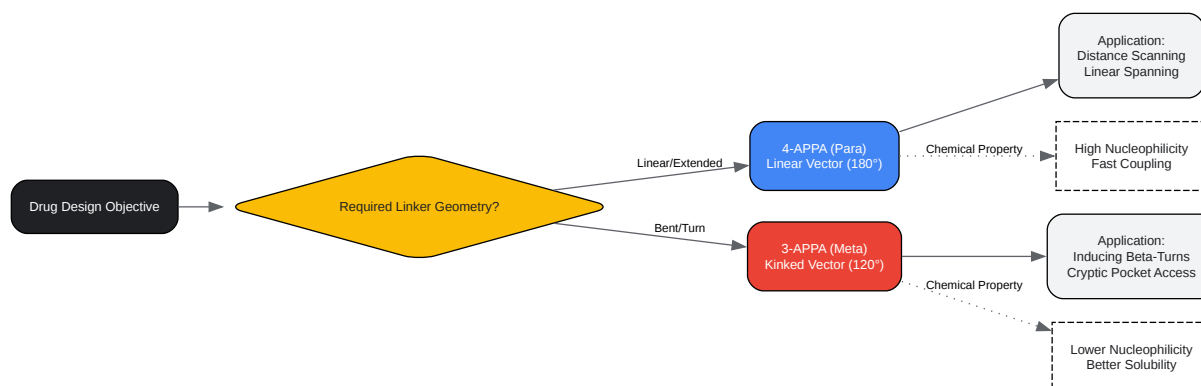 Drug Design Objective
Required Linker Geometry?
Linear/Extended
Bent/Turn
4-APPA (Para)
Linear Vector (180°)
3-APPA (Meta)
Kinked Vector (120°)
Chemical Property
Chemical Property
Application:
Distance Scanning
Linear Spanning
High Nucleophilicity
Fast Coupling
Application:
Inducing Beta-Turns
Cryptic Pocket Access
Lower Nucleophilicity
Better Solubility